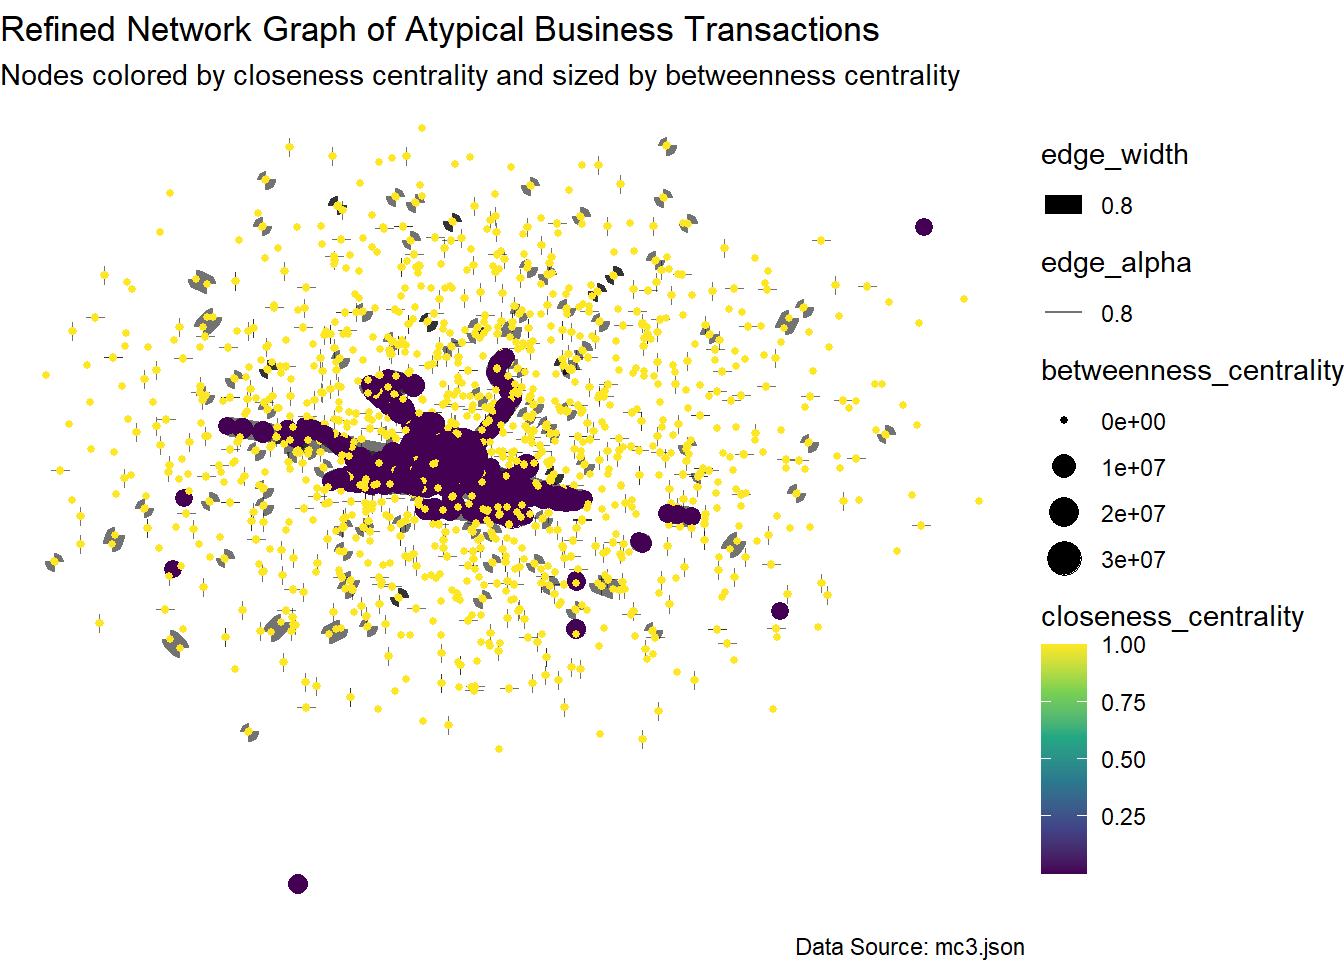 Refined Network Graph of Atypical Business Transactions
Nodes colored by closeness centrality and sized by betweenness centrality
edge_width
0.8
edge_alpha
0.8
betweenness_centrality
0e+00
1e+07
2e+07
3e+07
closeness_centrality
1.00
0.75
0.50
0.25
Data Source: mc3.json